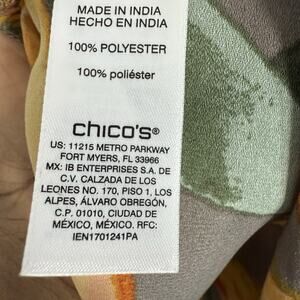 MADE IN INDIA
HECHO EN INDIA
100% POLYESTER
100% poliéster
chico's®
US: 11215 METRO PARKWAY
FORT MYERS, FL 33966
MX: IB ENTERPRISES S.A. DE
C.V. CALZADA DE LOS
LEONES NO. 170, PISO 1, LOS
ALPES, ÁLVARO OBREGÓN,
C.P. 01010, CIUDAD DE
MÉXICO, MÉXICO. RFC:
IEN1701241PA